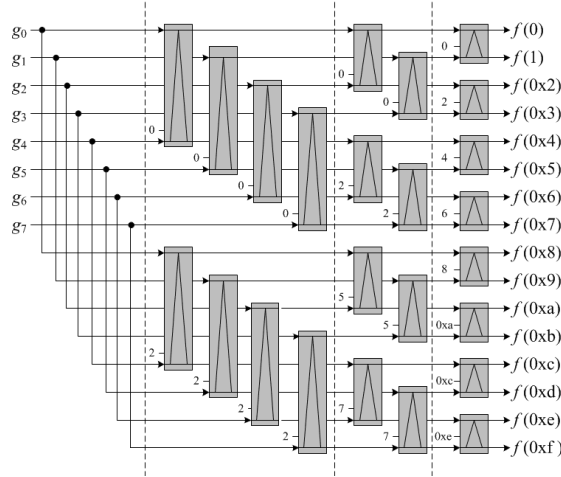 g0 0 f(0)
g1 f(1)
g2 0 0 2 f(0x2)
g3 f(0x3)
g4 0 4 f(0x4)
g5 0 f(0x5)
g6 0 2 2 6 f(0x6)
g7 0 f(0x7)
8 f(0x8)
f(0x9)
5 5 0xa f(0xa)
f(0xb)
2 0xc f(0xc)
2 f(0xd)
2 7 7 0xe f(0xe)
2 f(0xf)